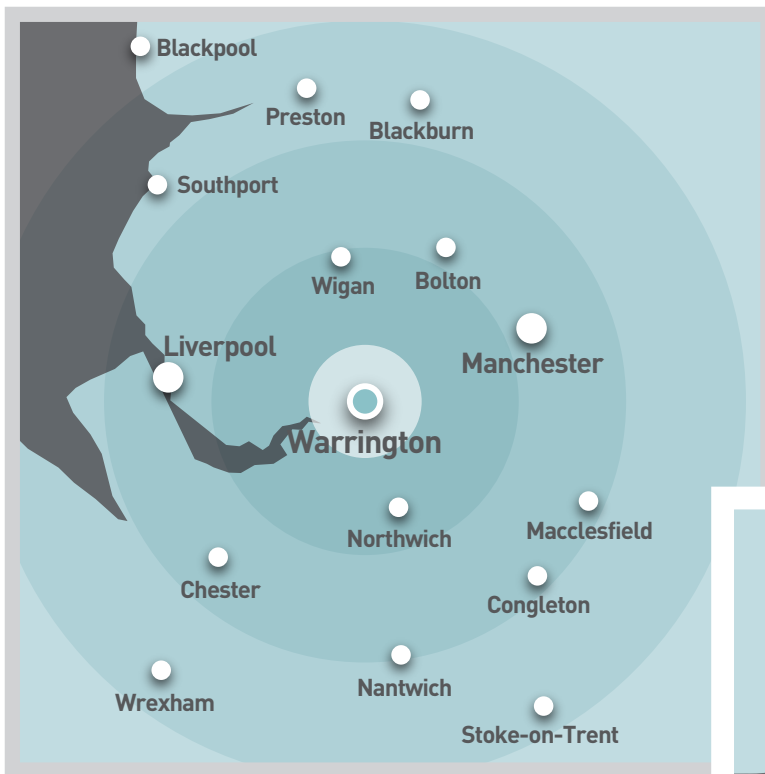 Blackpool
Preston
Blackburn
Southport
Wigan
Bolton
Liverpool
Manchester
Warrington
Northwich
Macclesfield
Chester
Congleton
Nantwich
Wrexham
Stoke-on-Trent